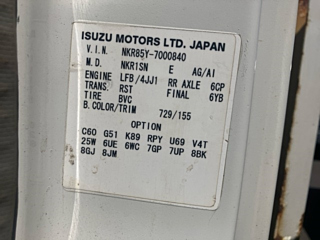 ISUZU MOTORS LTD. JAPAN
V.I.N. NKR85Y-7000840
M.D. NKR1SN E AG/AI
ENGINE LFB/4JJ1 RR AXLE 6CP
TRANS. RST FINAL 6YB
TIRE BVC
B.COLOR/TRIM 729/155
OPTION
C60 G51 K89 RPY U69 V4T
25W 6UE 6WC 7GP 7UP 8BK
8GJ 8JM